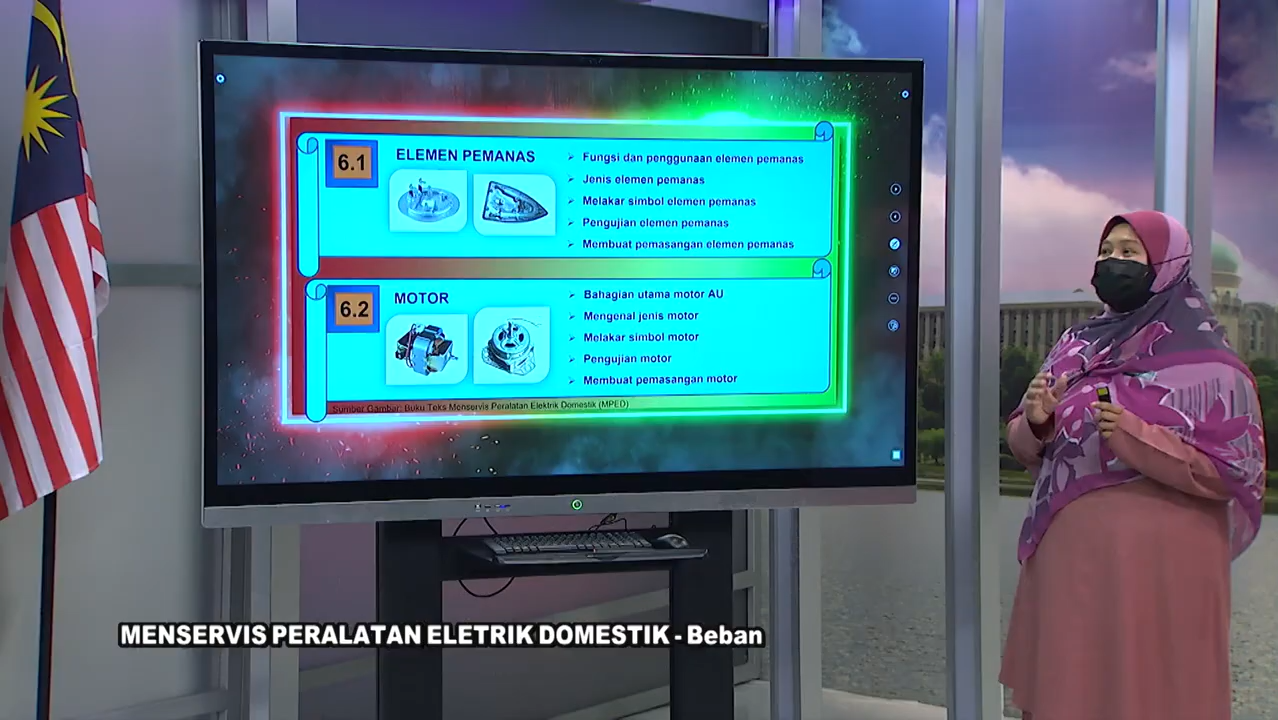 6.1
ELEMEN PEMANAS
Fungsi dan penggunaan elemen pemanas
Jenis elemen pemanas
Melakar simbol elemen pemanas
Pengujian elemen pemanas
Membuat pemasangan elemen pemanas
6.2
MOTOR
Bahagian utama motor AU
Mengenal jenis motor
Melakar simbol motor
Pengujian motor
Membuat pemasangan motor
Sumber Gambar: Buku Teks Menservis Peralatan Elektrik Domestik (MPED)
MENSERVIS PERALATAN ELETRIK DOMESTIK - Beban